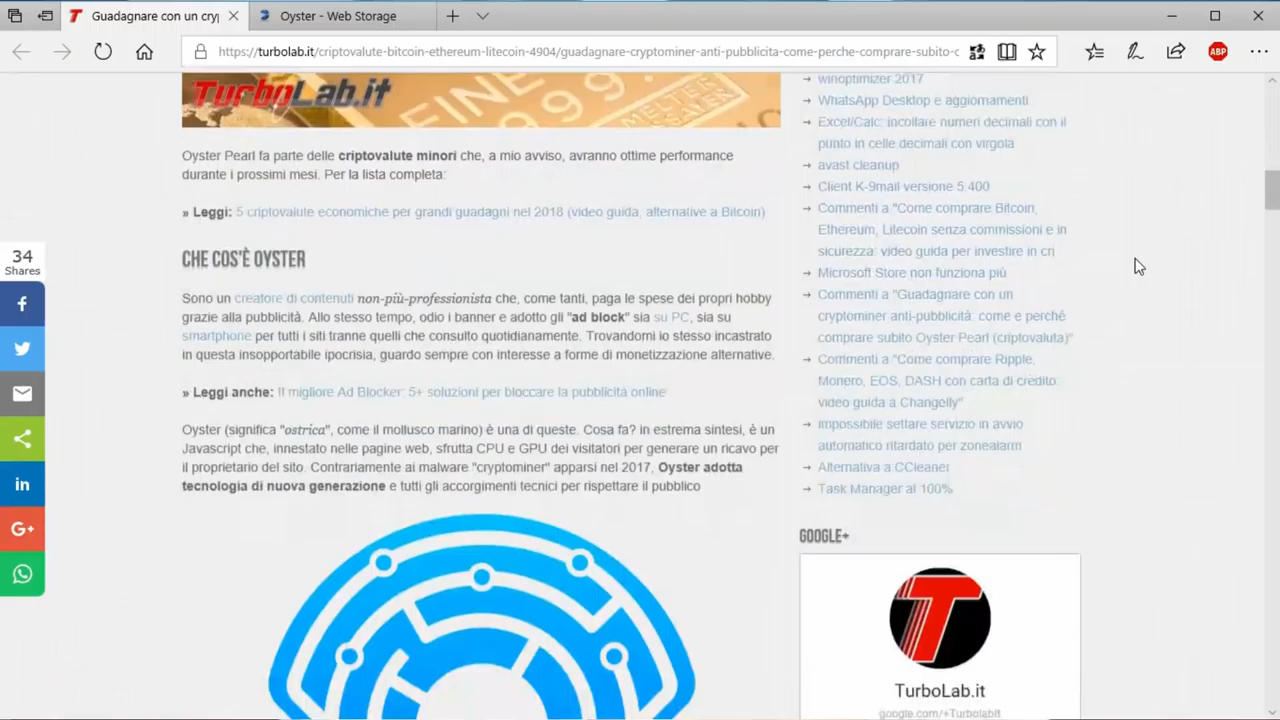 Guadagnare con un cry
Oyster - Web Storage
https://turbolab.it/criptovalute-bitcoin-ethereum-litecoin-4904/guadagnare-cryptominer-anti-pubblicita-come-perche-comprare-subito-c
ABP
TurboLab.it
FINE
999
MELTER
ASSAYER
Oyster Pearl fa parte delle criptovalute minori che, a mio avviso, avranno ottime performance
durante i prossimi mesi. Per la lista completa:
» Leggi: 5 criptovalute economiche per grandi guadagni nel 2018 (video guida, alternative a Bitcoin)
CHE COS'È OYSTER
Sono un creatore di contenuti non-più-professionista che, come tanti, paga le spese dei propri hobby
grazie alla pubblicità. Allo stesso tempo, odio i banner e adotto gli "ad block" sia su PC, sia su
smartphone per tutti i siti tranne quelli che consulto quotidianamente. Trovandomi io stesso incastrato
in questa insopportabile ipocrisia, guardo sempre con interesse a forme di monetizzazione alternative.
» Leggi anche: Il migliore Ad Blocker: 5+ soluzioni per bloccare la pubblicità online
Oyster (significa "ostrica", come il mollusco marino) è una di queste. Cosa fa? in estrema sintesi, è un
Javascript che, innestato nelle pagine web, sfrutta CPU e GPU dei visitatori per generare un ricavo per
il proprietario del sito. Contrariamente ai malware "cryptominer" apparsi nel 2017, Oyster adotta
tecnologia di nuova generazione e tutti gli accorgimenti tecnici per rispettare il pubblico
34
Shares
f
in
G+
winoptimizer 2017
WhatsApp Desktop e aggiornamenti
Excel/Calc: incollare numeri decimali con il
punto in celle decimali con virgola
avast cleanup
Client K-9mail versione 5.400
Commenti a "Come comprare Bitcoin,
Ethereum, Litecoin senza commissioni e in
sicurezza: video guida per investire in cri
Microsoft Store non funziona più
Commenti a "Guadagnare con un
cryptominer anti-pubblicità: come e perché
comprare subito Oyster Pearl (criptovaluta)"
Commenti a "Come comprare Ripple,
Monero, EOS, DASH con carta di credito:
video guida a Changelly"
impossibile settare servizio in avvio
automatico ritardato per zonealarm
Alternativa a CCleaner
Task Manager al 100%
GOOGLE+
T
TurboLab.it
google.com/+TurbolabIt